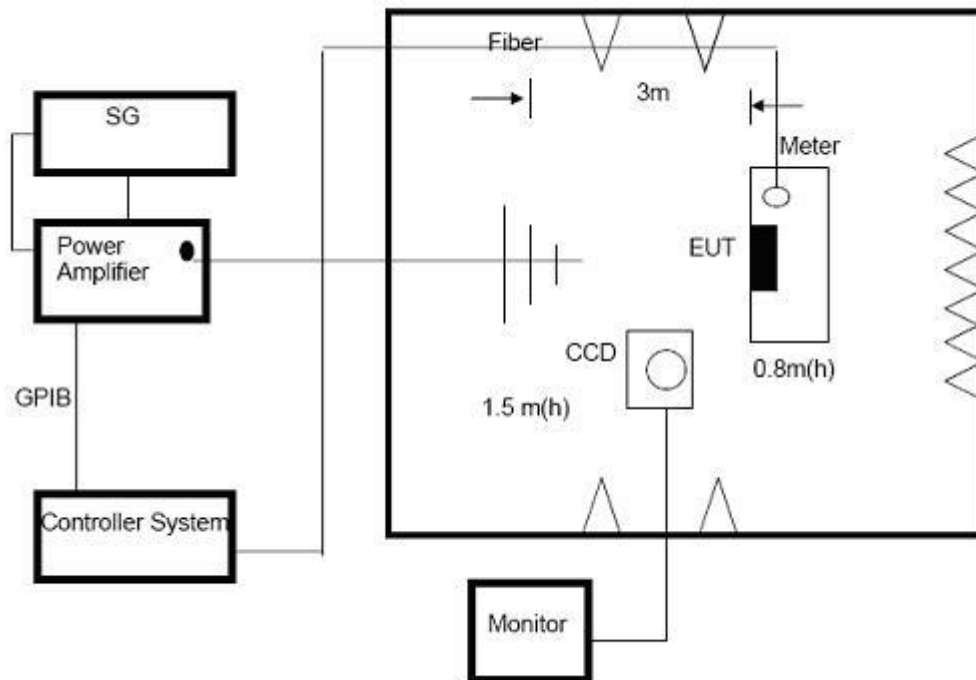 Fiber
SG
3m
Meter
Power
Amplifier
EUT
CCD
0.8m(h)
GPIB
1.5 m(h)
Controller System
Monitor